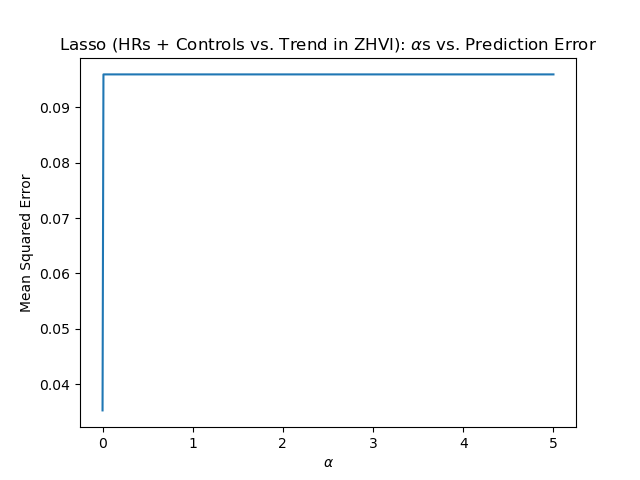 Lasso (HRs + Controls vs. Trend in ZHVI): αs vs. Prediction Error
0.09
0.08
0.07
0.06
0.05
0.04
Mean Squared Error
0 1 2 3 4 5
α